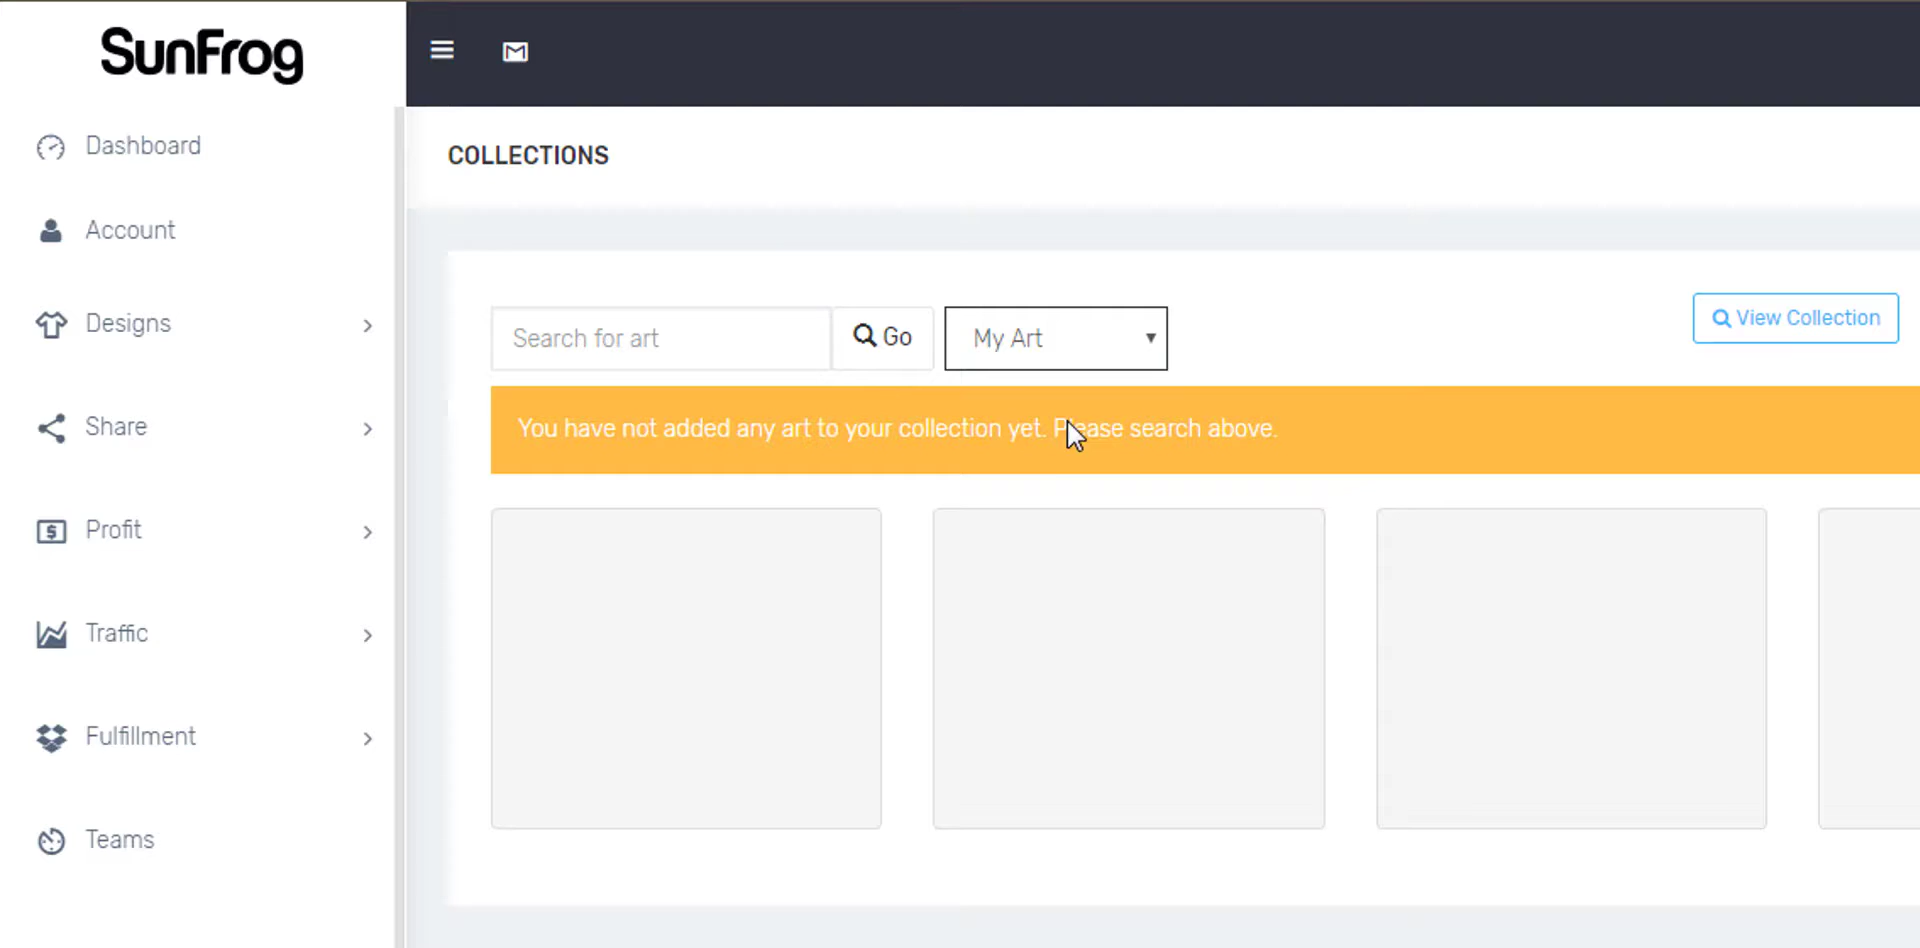 SunFrog
Dashboard
Account
Designs
Share
Profit
Traffic
Fulfillment
Teams
COLLECTIONS
Search for art
Go
My Art
View Collection
You have not added any art to your collection yet. Please search above.